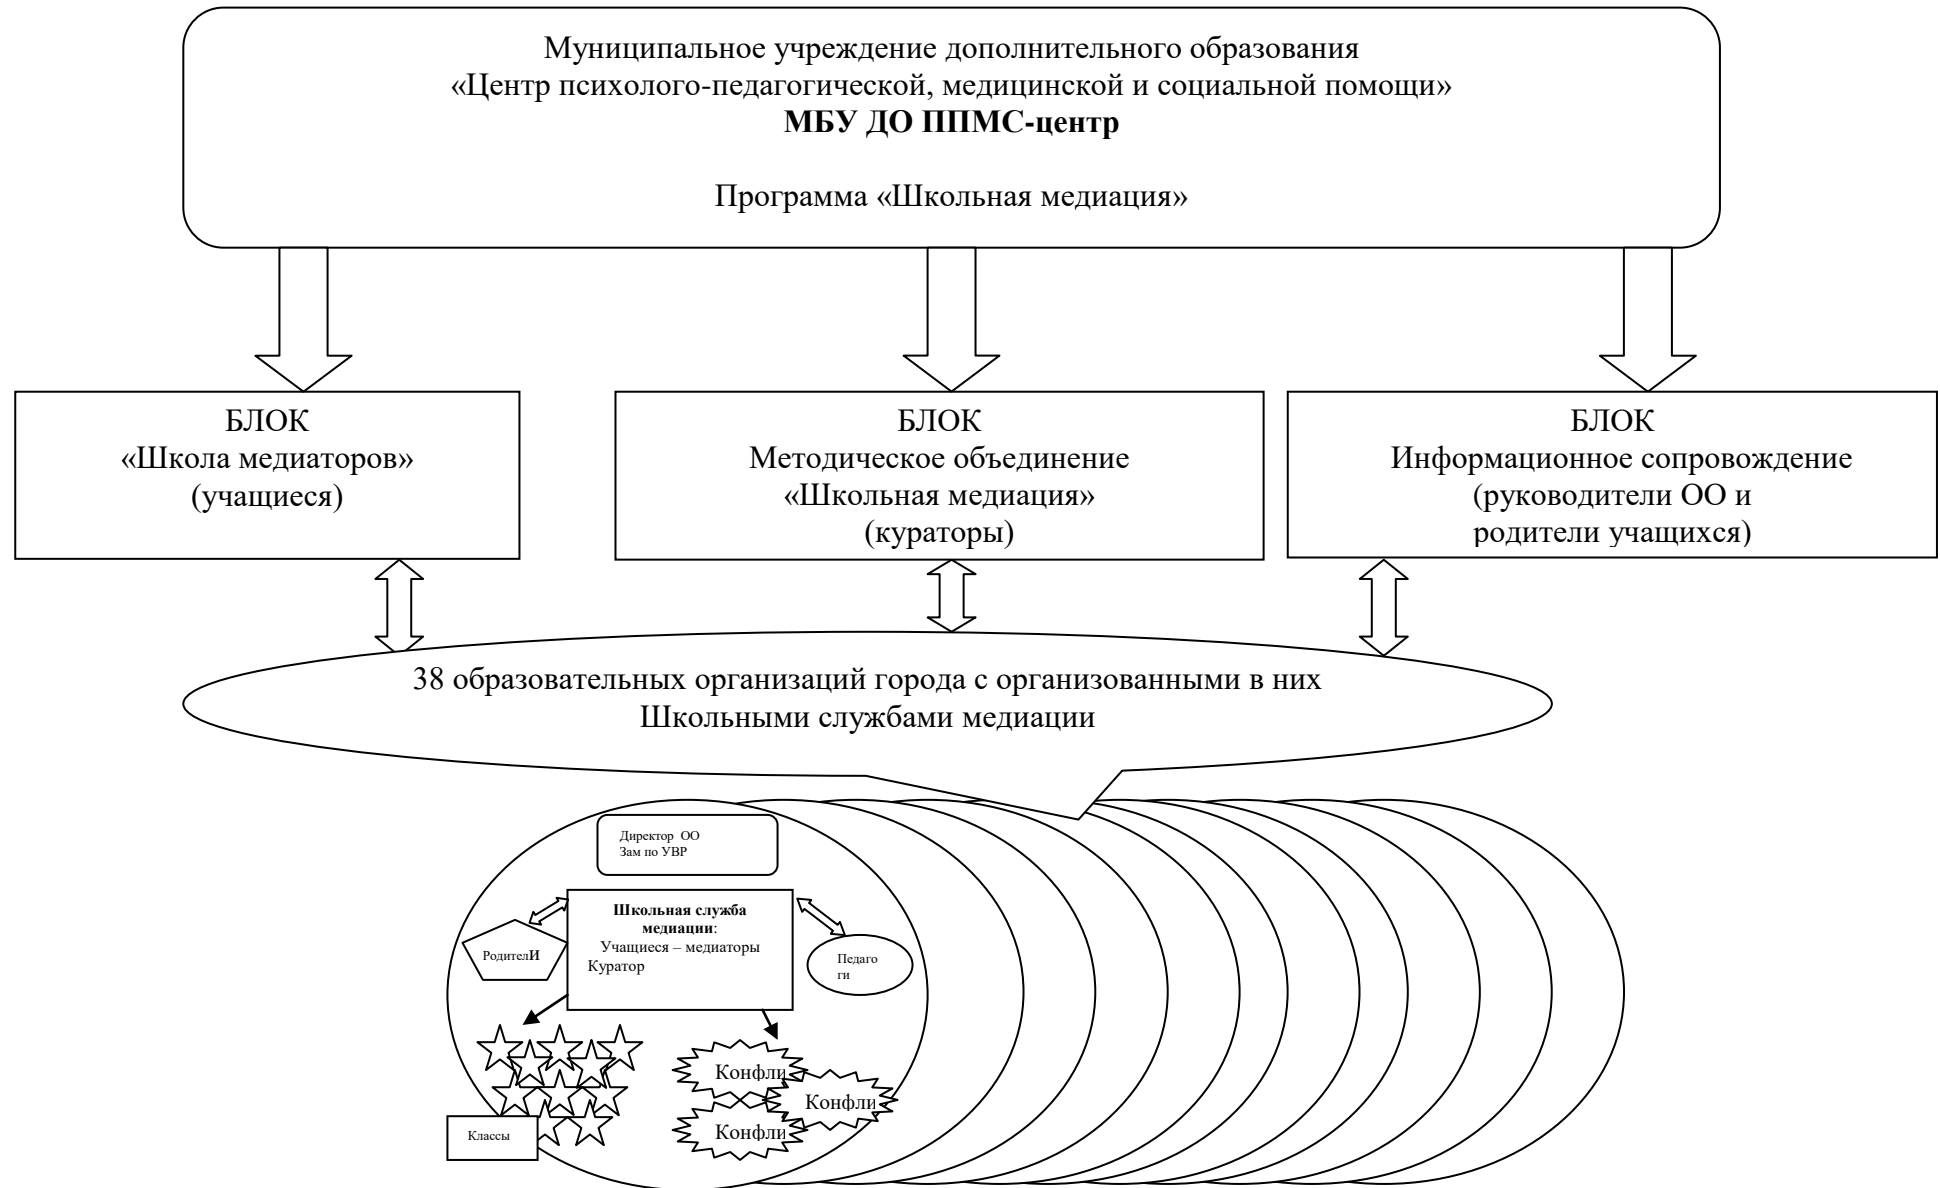 Муниципальное учреждение дополнительного образования
«Центр психолого-педагогической, медицинской и социальной помощи»
МБУ ДО ППМС-центр
Программа «Школьная медиация»
БЛОК
«Школа медиаторов»
(учащиеся)
БЛОК
Методическое объединение
«Школьная медиация»
(кураторы)
БЛОК
Информационное сопровождение
(руководители ОО и
родители учащихся)
38 образовательных организаций города с организованными в них
Школьными службами медиации
Директор ОО
Зам по УВР
Школьная служба
медиации:
Учащиеся – медиаторы
Куратор
РодителИ
Педаго
ги
Конфли
Конфли
Конфли
Классы